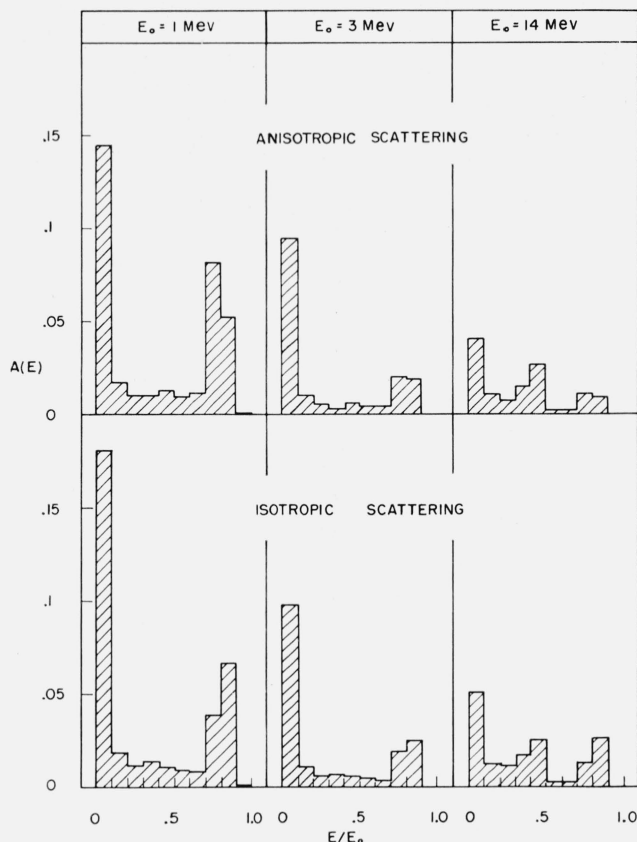 E₀ = 1 Mev E₀ = 3 Mev E₀ = 14 Mev
ANISOTROPIC SCATTERING
.15
.1
.05
A(E)
0
ISOTROPIC SCATTERING
.15
.1
.05
0
0 .5 1.0 0 .5 1.0 0 .5 1.0
E/E₀